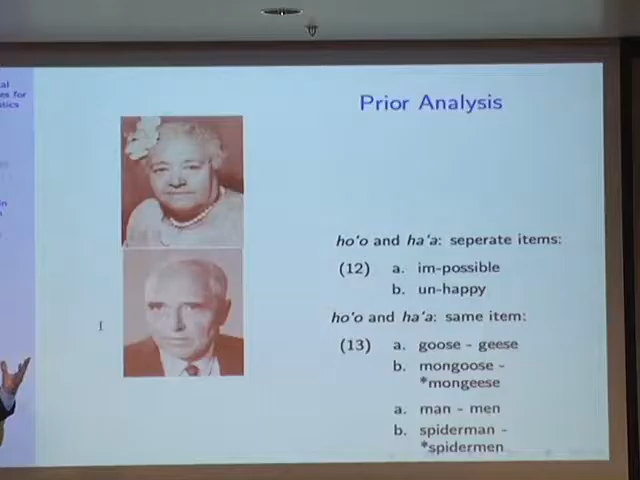 Prior Analysis
ho'o and ha'a: seperate items:
(12) a. im-possible
b. un-happy
ho'o and ha'a: same item:
(13) a. goose - geese
b. mongoose -
*mongeese
a. man - men
b. spiderman -
*spidermen